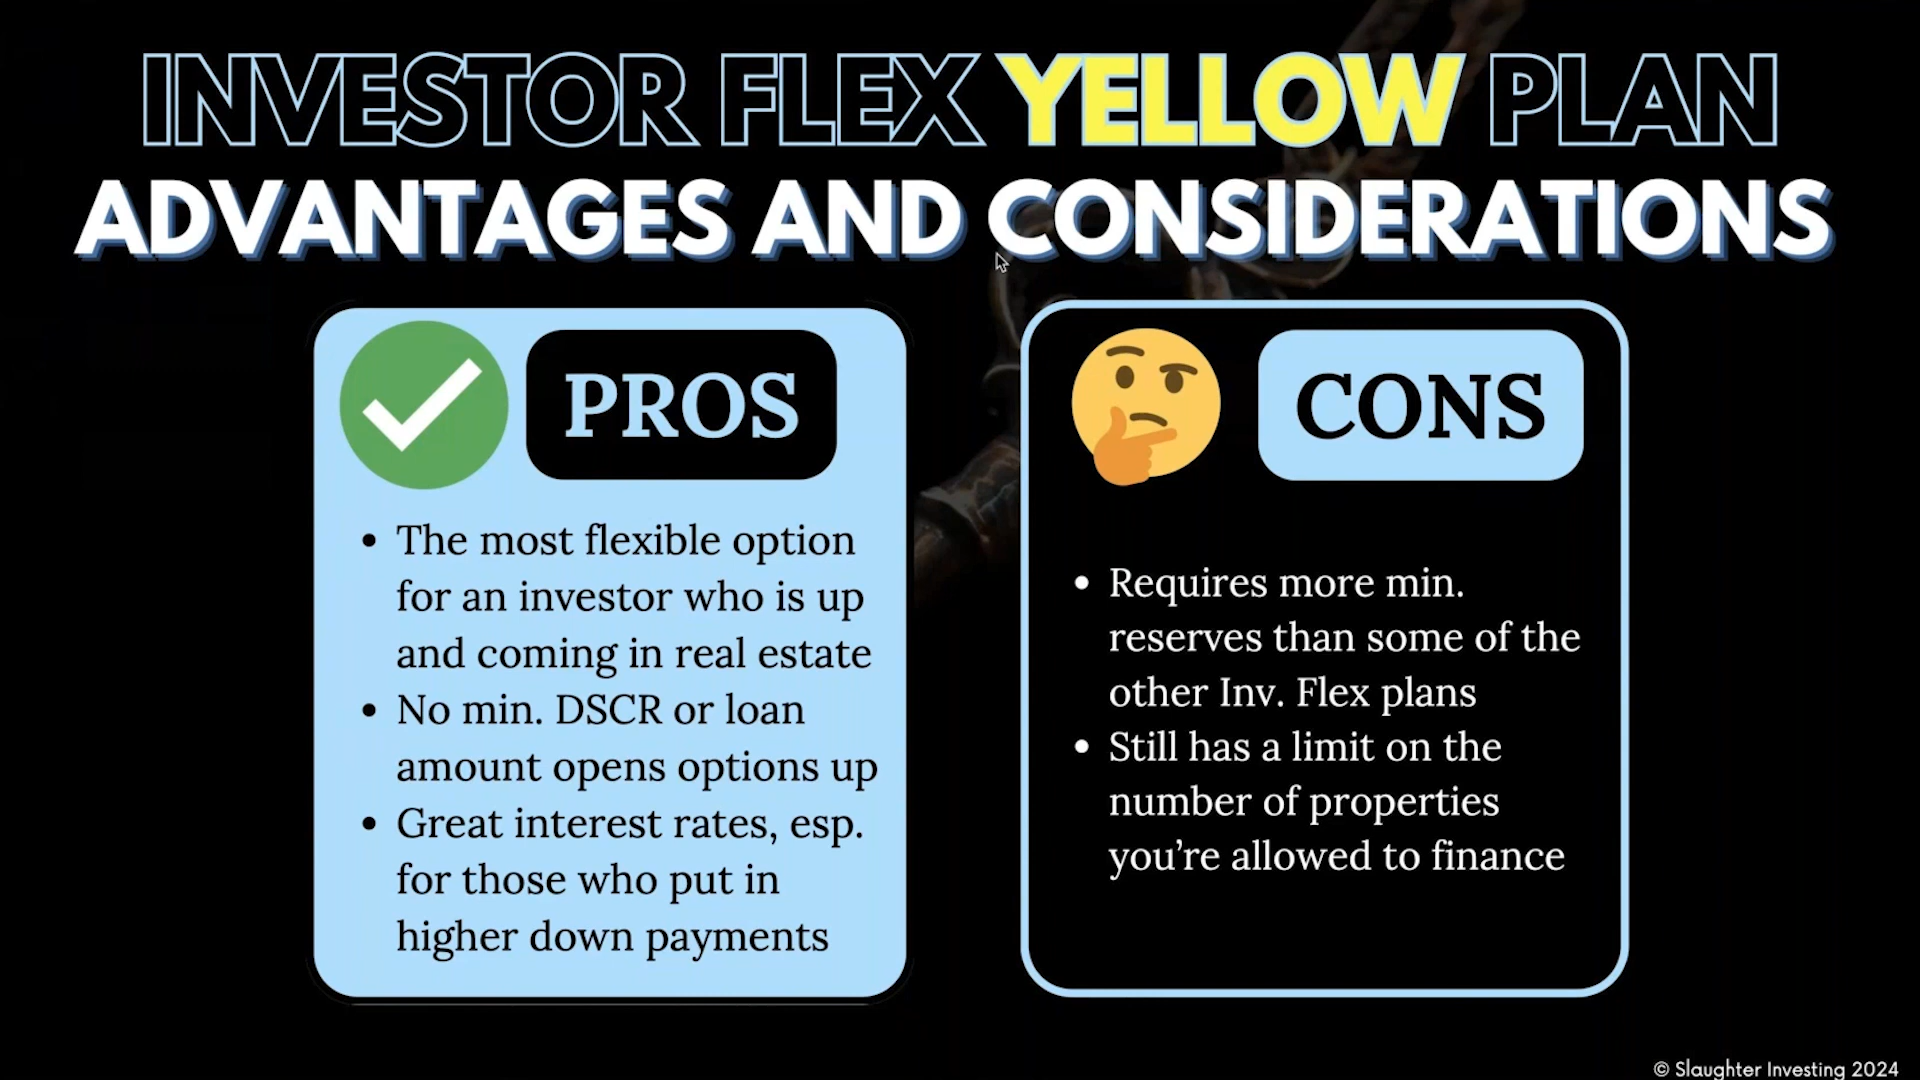 INVESTOR FLEX YELLOW PLAN
ADVANTAGES AND CONSIDERATIONS
PROS
• The most flexible option
for an investor who is up
and coming in real estate
• No min. DSCR or loan
amount opens options up
• Great interest rates, esp.
for those who put in
higher down payments
CONS
• Requires more min.
reserves than some of the
other Inv. Flex plans
• Still has a limit on the
number of properties
you're allowed to finance
© Slaughter Investing 2024